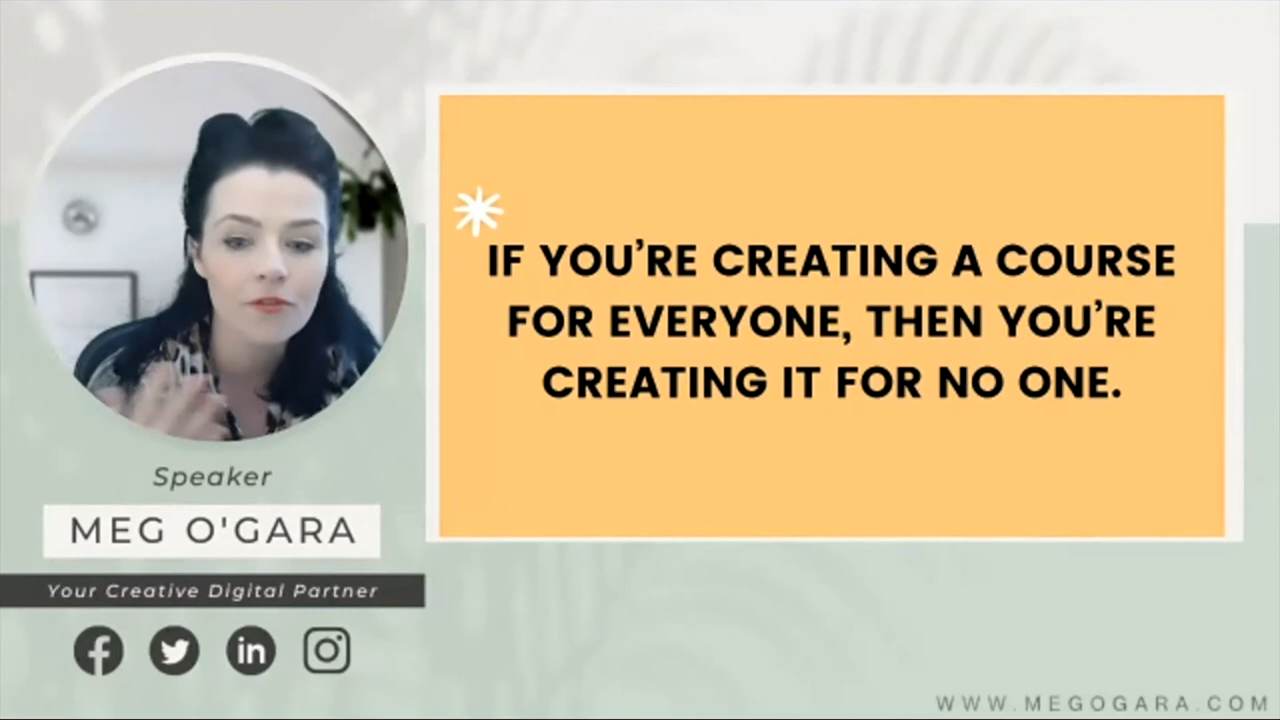 IF YOU'RE CREATING A COURSE
FOR EVERYONE, THEN YOU'RE
CREATING IT FOR NO ONE.
Speaker
MEG O'GARA
Your Creative Digital Partner
WWW.MEGOGARA.COM